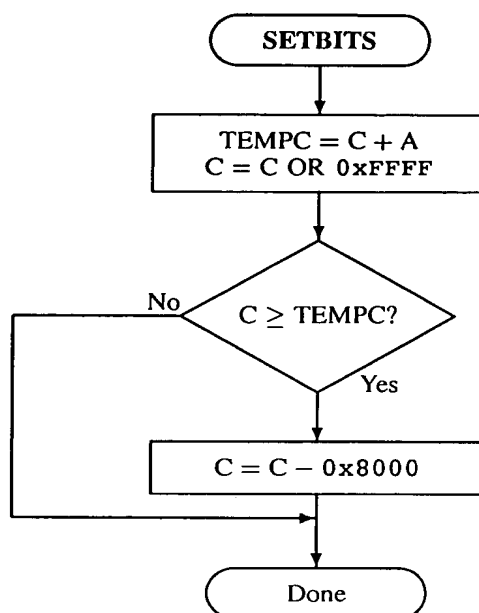 SETBITS
TEMPC = C + A
C = C OR 0xFFFF
No
C ≥ TEMPC?
Yes
C = C − 0x8000
Done